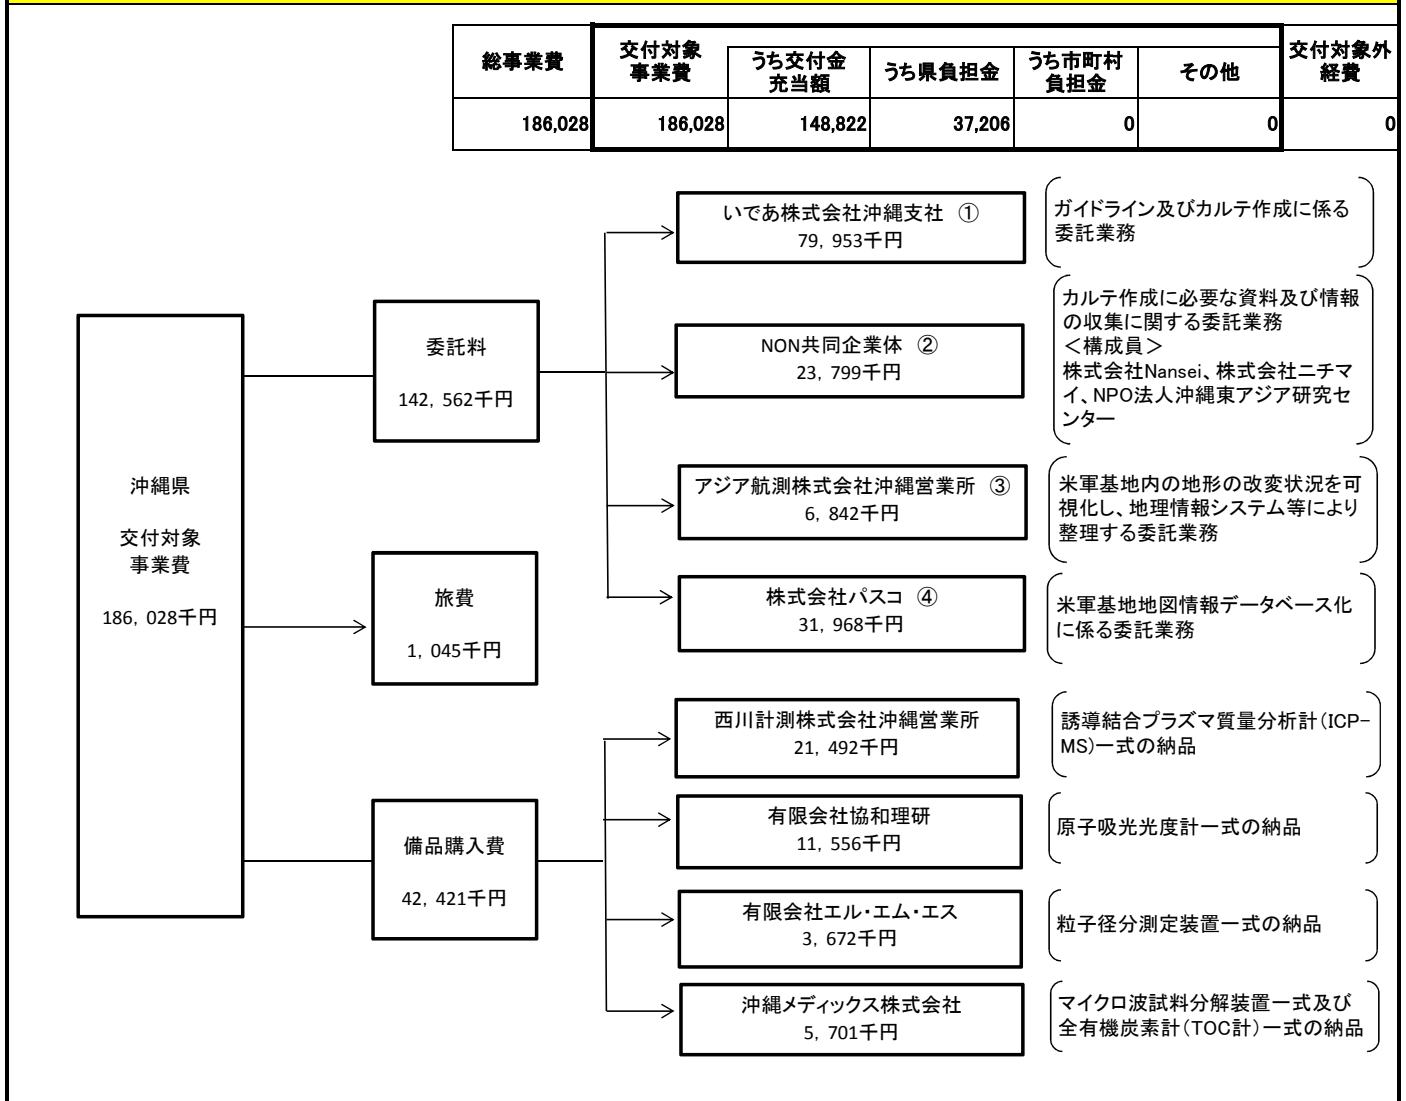 総事業費
交付対象
事業費
うち交付金
充当額
うち県負担金
うち市町村
負担金
その他
交付対象外
経費
186,028
186,028
148,822
37,206
0
0
0
沖縄県
交付対象
事業費
186，028千円
委託料
142，562千円
旅費
1，045千円
備品購入費
42，421千円
いであ株式会社沖縄支社 ①
79，953千円
ガイドライン及びカルテ作成に係る
委託業務
NON共同企業体 ②
23，799千円
カルテ作成に必要な資料及び情報
の収集に関する委託業務
＜構成員＞
株式会社Nansei、株式会社ニチマ
イ、NPO法人沖縄東アジア研究セ
ンター
アジア航測株式会社沖縄営業所 ③
6，842千円
米軍基地内の地形の改変状況を可
視化し、地理情報システム等により
整理する委託業務
株式会社パスコ ④
31，968千円
米軍基地地図情報データベース化
に係る委託業務
西川計測株式会社沖縄営業所
21，492千円
誘導結合プラズマ質量分析計(ICP-
MS)一式の納品
有限会社協和理研
11，556千円
原子吸光光度計一式の納品
有限会社エル・エム・エス
3，672千円
粒子径分測定装置一式の納品
沖縄メディックス株式会社
5，701千円
マイクロ波試料分解装置一式及び
全有機炭素計(TOC計)一式の納品